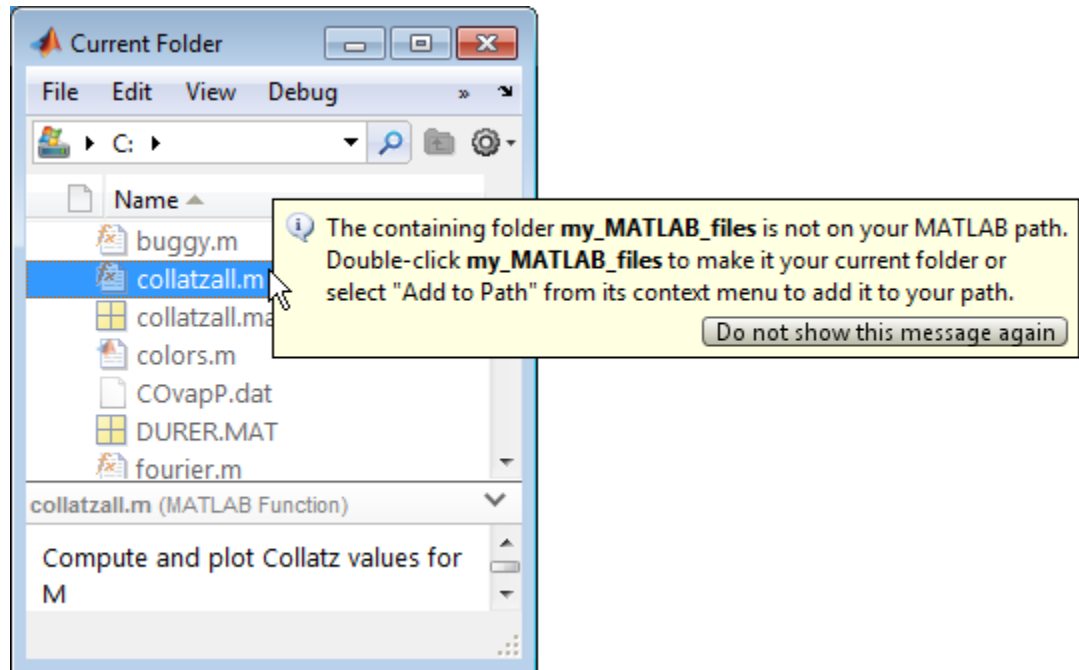 Current Folder
File Edit View Debug »
C:
Name
buggy.m
collatzall.m
collatzall.ma
colors.m
COvapP.dat
DURER.MAT
fourier.m
The containing folder my_MATLAB_files is not on your MATLAB path.
Double-click my_MATLAB_files to make it your current folder or
select "Add to Path" from its context menu to add it to your path.
Do not show this message again
collatzall.m (MATLAB Function)
Compute and plot Collatz values for
M